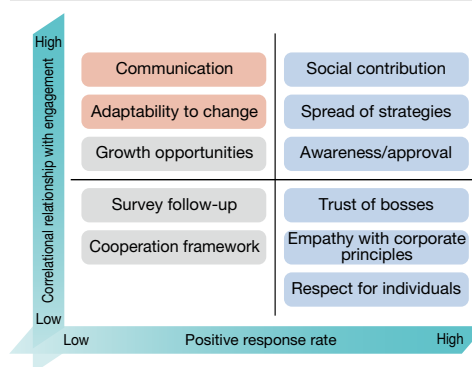 High
Correlational relationship with engagement
Low
Communication
Adaptability to change
Growth opportunities
Survey follow-up
Cooperation framework
Social contribution
Spread of strategies
Awareness/approval
Trust of bosses
Empathy with corporate
principles
Respect for individuals
Low
Positive response rate
High